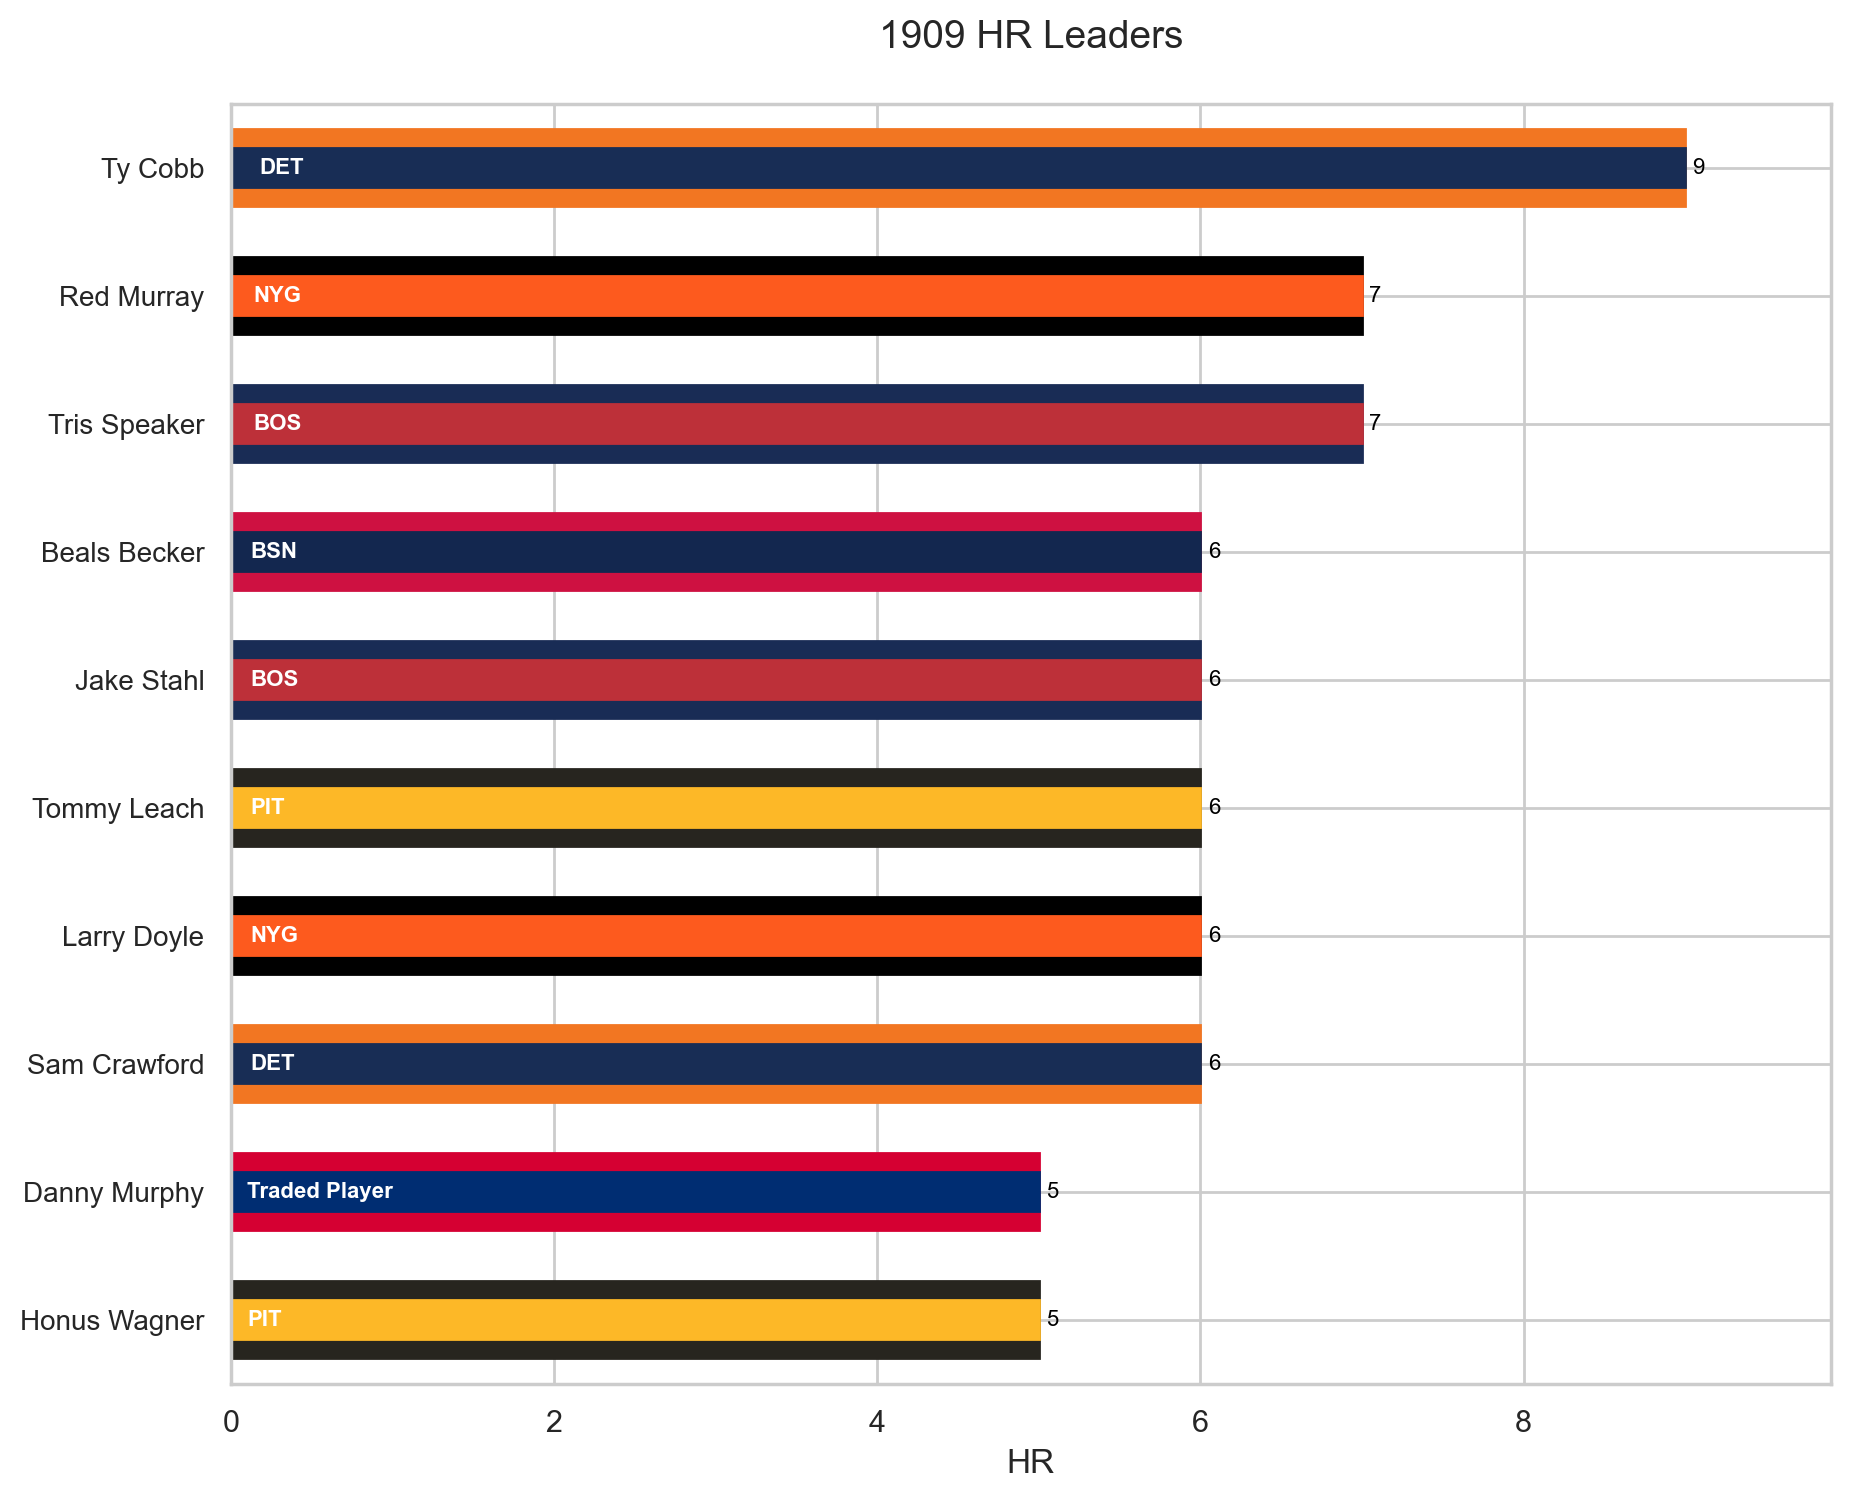 1909 HR Leaders
Ty Cobb DET 9
Red Murray NYG 7
Tris Speaker BOS 7
Beals Becker BSN 6
Jake Stahl BOS 6
Tommy Leach PIT 6
Larry Doyle NYG 6
Sam Crawford DET 6
Danny Murphy Traded Player 5
Honus Wagner PIT 5
0 2 4 6 8
HR